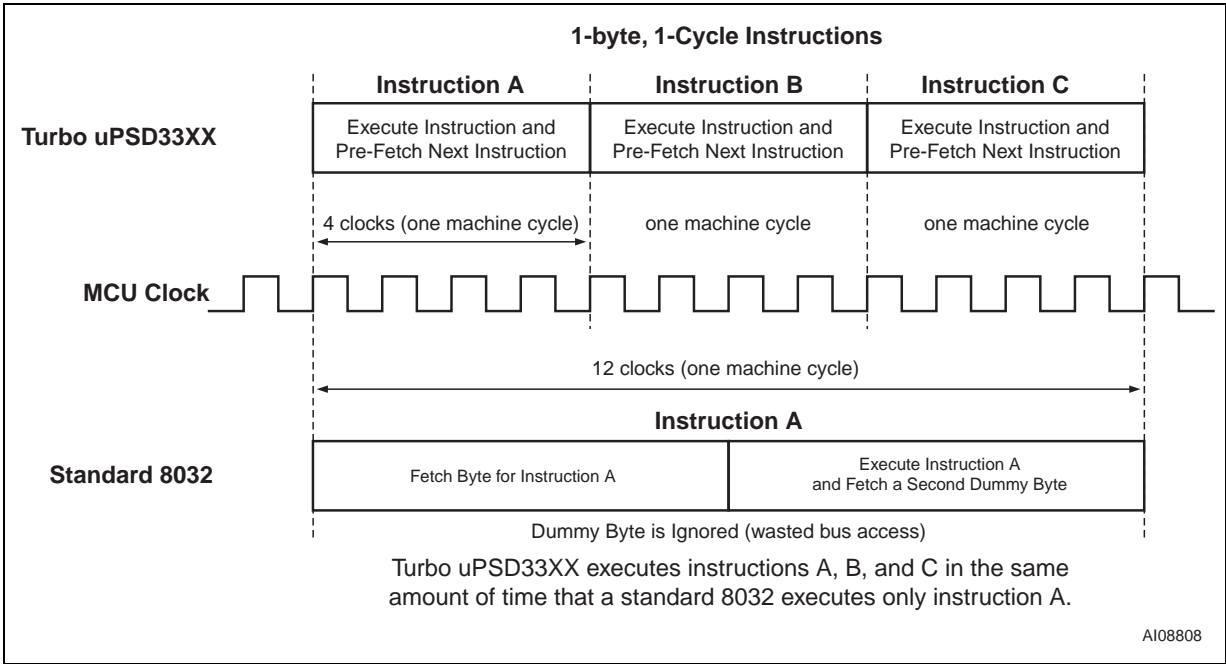 1-byte, 1-Cycle Instructions
Instruction A
Instruction B
Instruction C
Turbo uPSD33XX
Execute Instruction and
Pre-Fetch Next Instruction
Execute Instruction and
Pre-Fetch Next Instruction
Execute Instruction and
Pre-Fetch Next Instruction
4 clocks (one machine cycle)
one machine cycle
one machine cycle
MCU Clock
12 clocks (one machine cycle)
Instruction A
Standard 8032
Fetch Byte for Instruction A
Execute Instruction A
and Fetch a Second Dummy Byte
Dummy Byte is Ignored (wasted bus access)
Turbo uPSD33XX executes instructions A, B, and C in the same
amount of time that a standard 8032 executes only instruction A.
AI08808